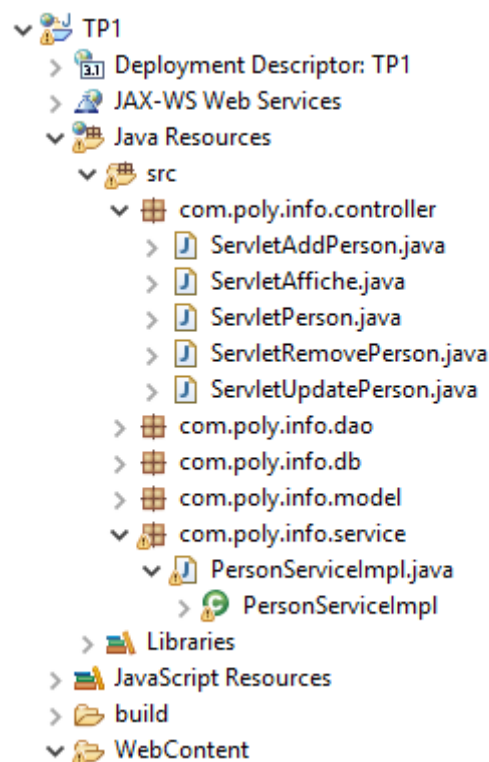 TP1
3.1 Deployment Descriptor: TP1
JAX-WS Web Services
Java Resources
src
com.poly.info.controller
J ServletAddPerson.java
J ServletAffiche.java
J ServletPerson.java
J ServletRemovePerson.java
J ServletUpdatePerson.java
com.poly.info.dao
com.poly.info.db
com.poly.info.model
com.poly.info.service
J PersonServiceImpl.java
C PersonServiceImpl
Libraries
JavaScript Resources
build
WebContent